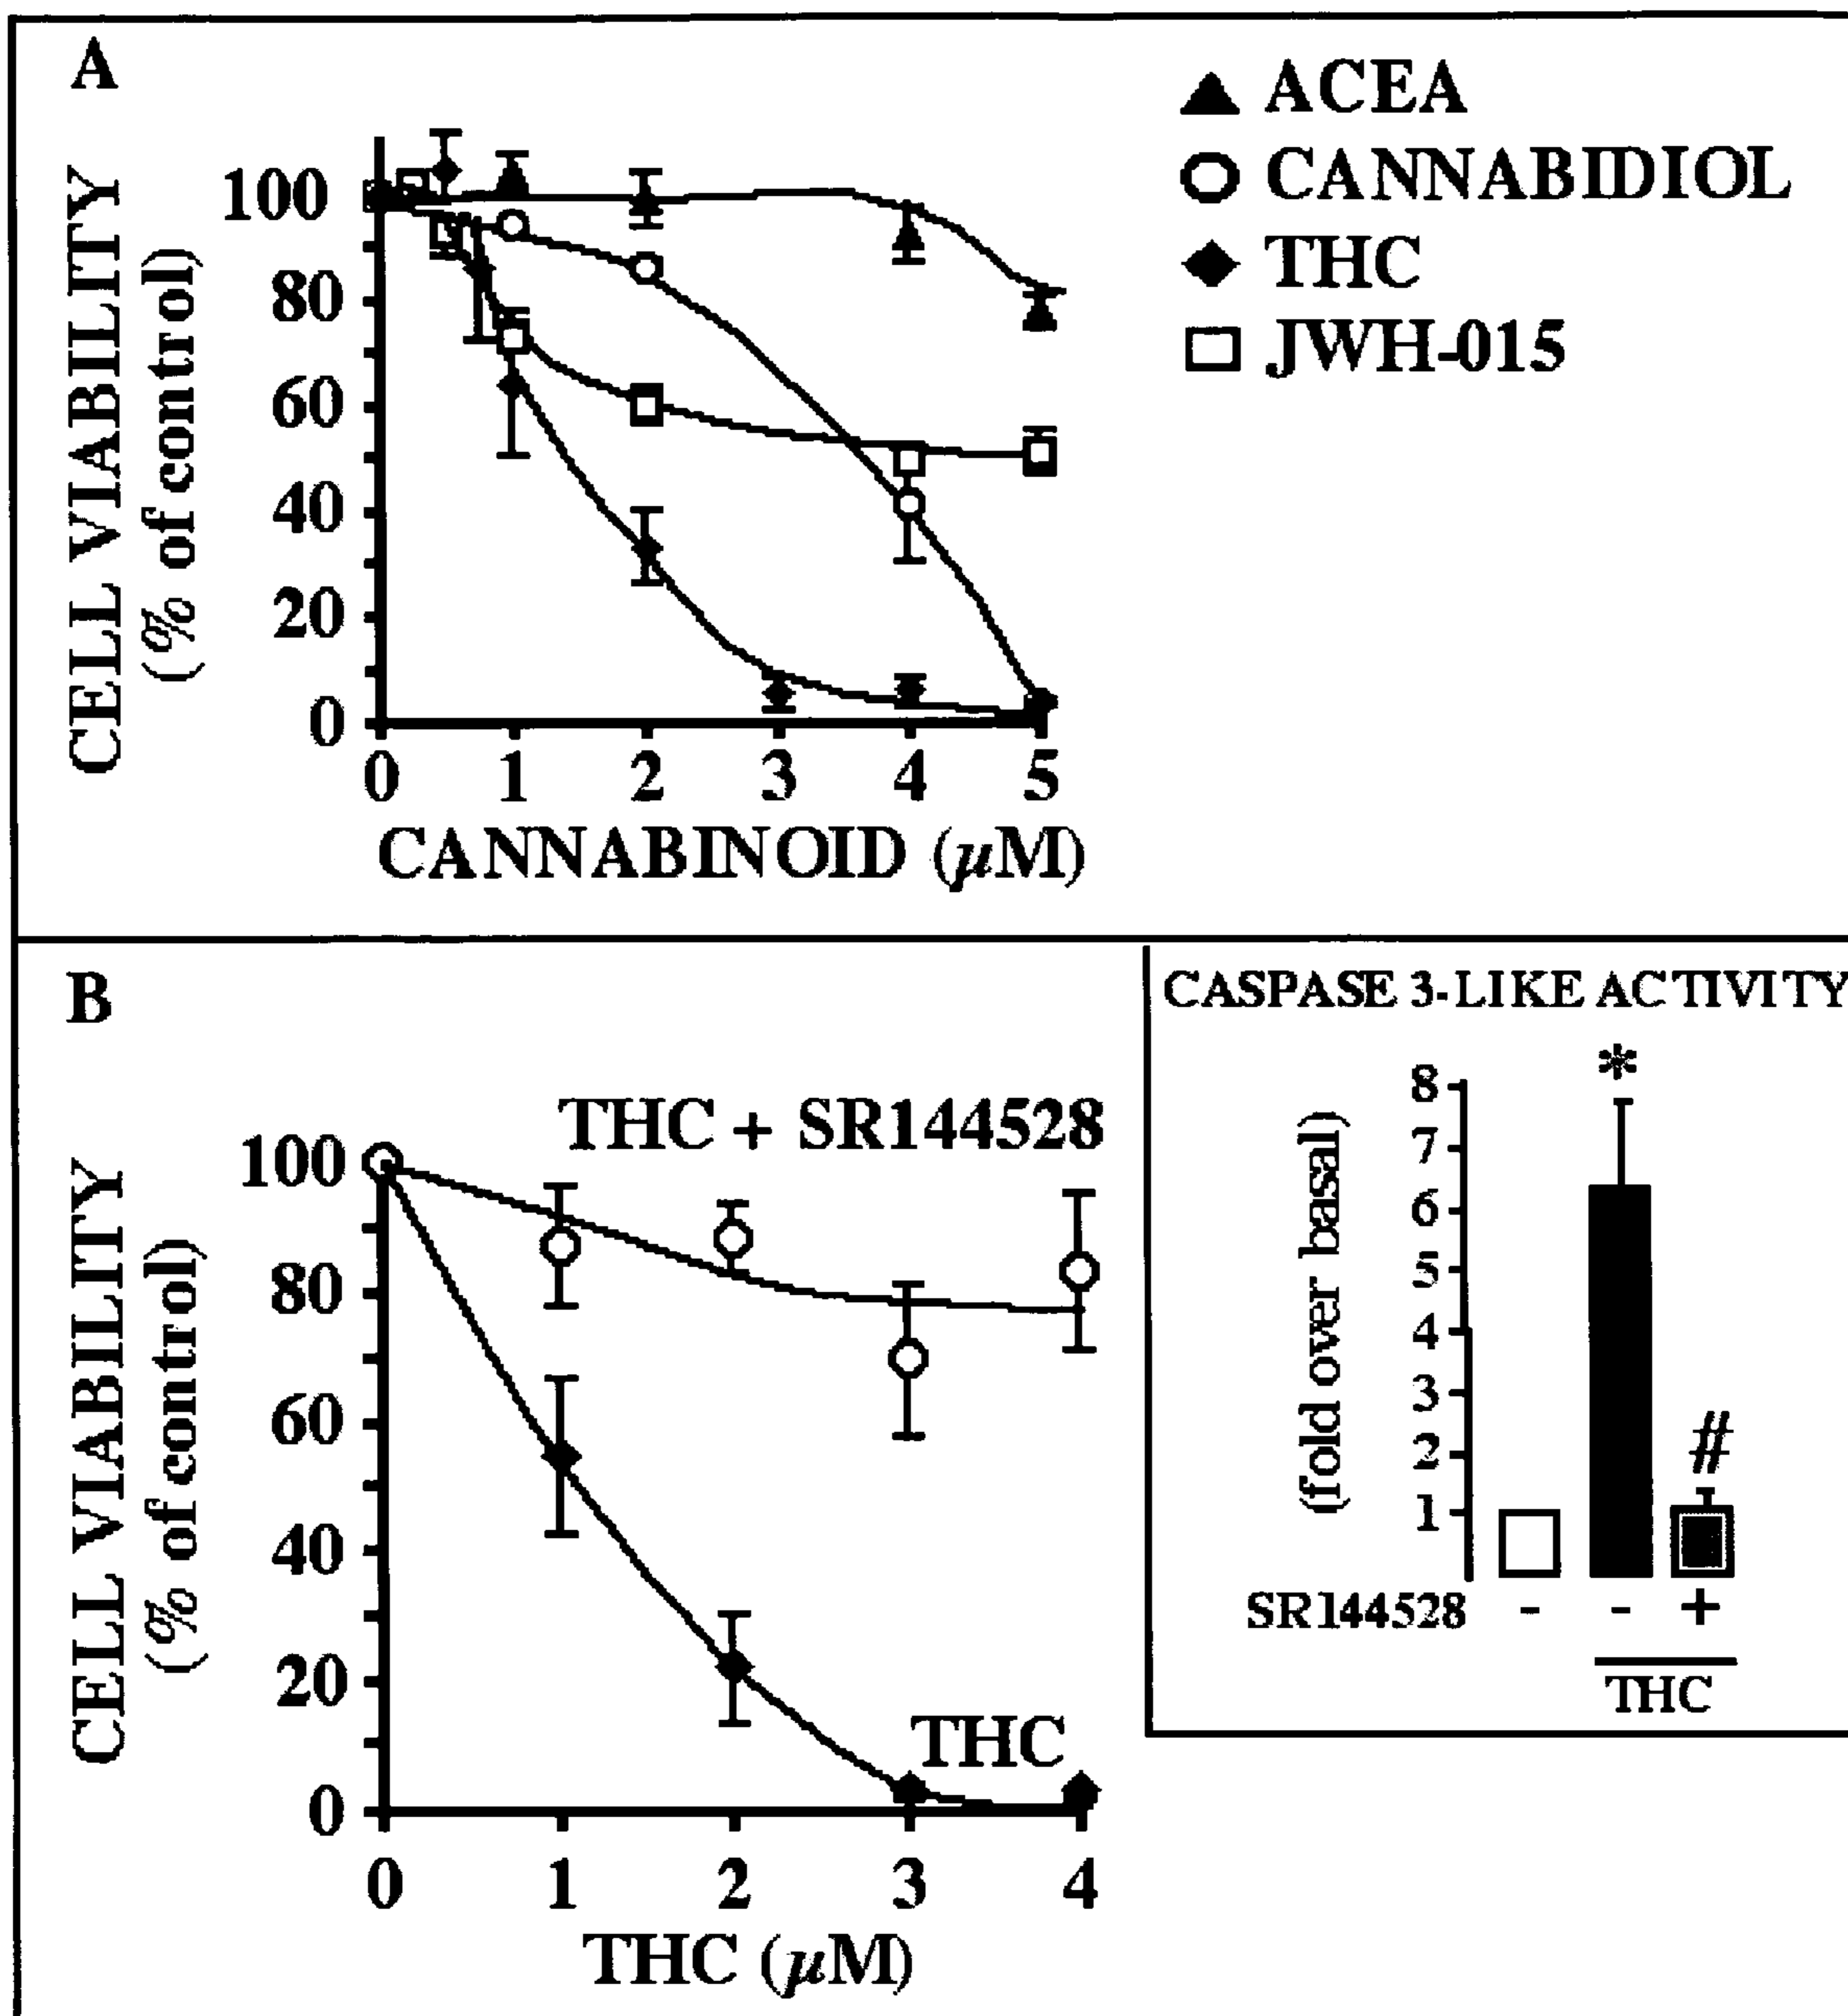 A
ACEA
CANNABIDIOL
THC
JWH-015
CELL VIABILITY
(% of control)
100
80
60
40
20
0
0 1 2 3 4 5
CANNABINOID (µM)
B
THC + SR144528
CELL VIABILITY
(% of control)
100
80
60
40
20
0
THC
0 1 2 3 4
THC (µM)
CASPASE 3-LIKE ACTIVITY
(fold over basal)
8
7
6
5
4
3
2
1
*
#
SR144528 - - +
THC